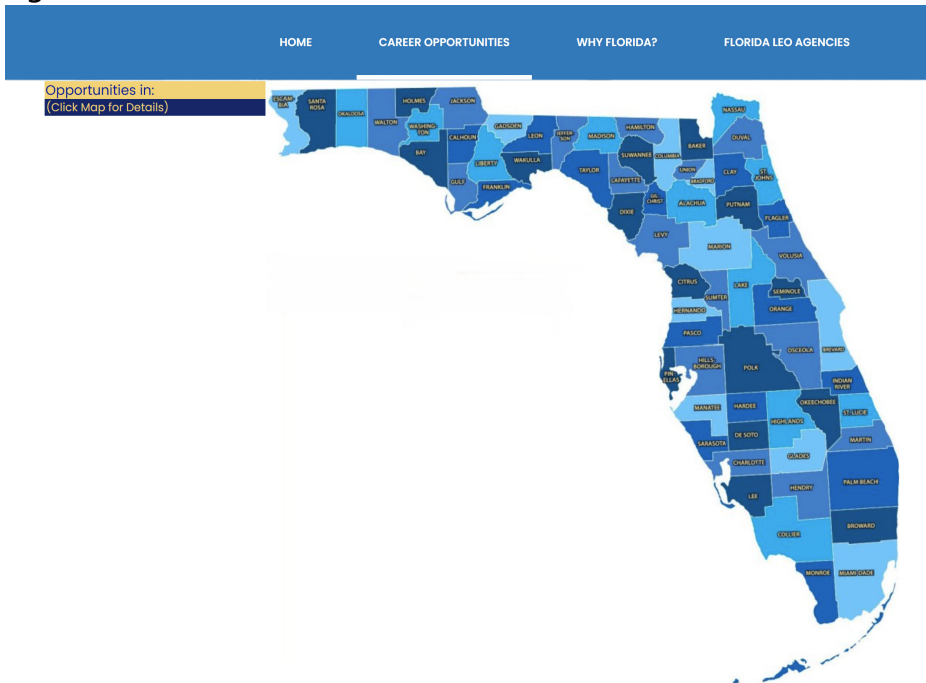 HOME
CAREER OPPORTUNITIES
WHY FLORIDA?
FLORIDA LEO AGENCIES
Opportunities in:
(Click Map for Details)
ESCAM-
BIA
SANTA
ROSA
OKALOOSA
WALTON
HOLMES
JACKSON
WASHING-
TON
BAY
CALHOUN
GULF
GADSDEN
LIBERTY
FRANKLIN
LEON
WAKULLA
JEFFER
SON
MADISON
TAYLOR
HAMILTON
SUWANNEE
LAFAYETTE
DIXIE
COLUMBIA
GIL
CHRIST
BAKER
UNION
BRADFORD
ALACHUA
NASSAU
DUVAL
CLAY
ST.
JOHNS
PUTNAM
FLAGLER
LEVY
MARION
VOLUSIA
CITRUS
SUMTER
LAKE
SEMINOLE
HERNANDO
ORANGE
PASCO
HILLS-
BOROUGH
POLK
OSCEOLA
BREVARD
PIN-
ELLAS
INDIAN
RIVER
MANATEE
HARDEE
HIGHLANDS
OKEECHOBEE
ST. LUCIE
SARASOTA
DE SOTO
MARTIN
CHARLOTTE
GLADES
LEE
HENDRY
PALM BEACH
COLLIER
BROWARD
MONROE
MIAMI-DADE